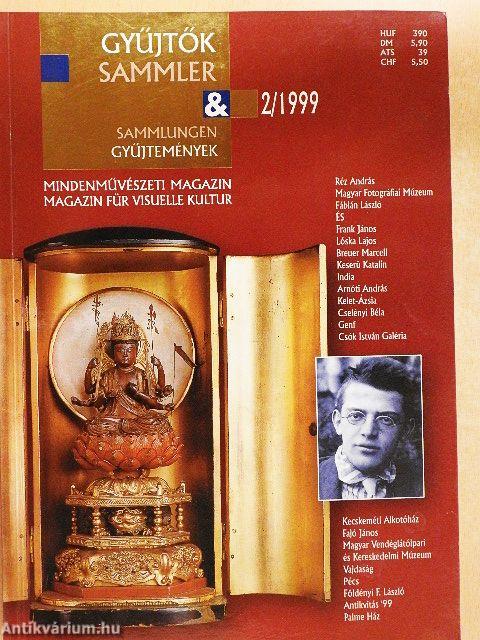 GYŰJTŐK
SAMMLER
&
2/1999
SAMMLUNGEN
GYŰJTEMÉNYEK
MINDENMŰVÉSZETI MAGAZIN
MAGAZIN FÜR VISUELLE KULTUR
HUF 390
DM 5,90
ATS 39
CHF 5,50
Réz András
Magyar Fotográfiai Múzeum
Fábián László
ÉS
Frank János
Lóska Lajos
Breuer Marcell
Keserü Katalin
India
Arnóti András
Kelet-Ázsia
Cselényi Béla
Genf
Csók István Galéria
Kecskeméti Alkotóház
Fajó János
Magyar Vendéglátóipari
és Kereskedelmi Múzeum
Vajdaság
Pécs
Földényi F. László
Antikvitás '99
Palme Ház
Antikvárium.hu